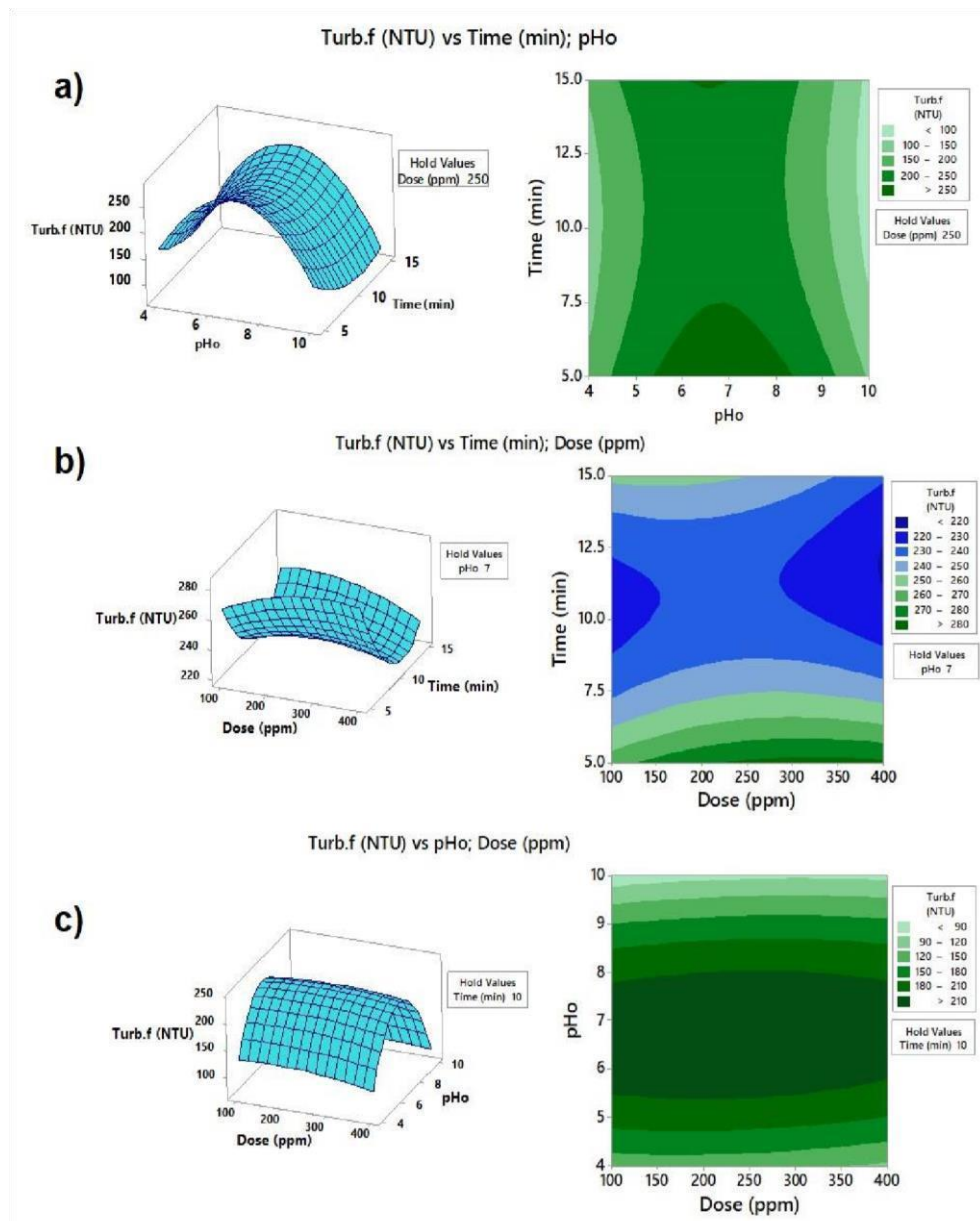 Turb.f (NTU) vs Time (min); pHo
a)
Turb.f (NTU)
250
200
150
100
4
6
8
10
pHo
5
10
15
Time (min)
Hold Values
Dose (ppm) 250
Time (min)
15.0
12.5
10.0
7.5
5.0
4 5 6 7 8 9 10
pHo
Turb.f
(NTU)
< 100
100 – 150
150 – 200
200 – 250
> 250
Hold Values
Dose (ppm) 250
Turb.f (NTU) vs Time (min); Dose (ppm)
b)
Turb.f (NTU)
280
260
240
220
100
200
300
400
Dose (ppm)
5
10
15
Time (min)
Hold Values
pHo 7
Time (min)
15.0
12.5
10.0
7.5
5.0
100 150 200 250 300 350 400
Dose (ppm)
Turb.f
(NTU)
< 220
220 – 230
230 – 240
240 – 250
250 – 260
260 – 270
270 – 280
> 280
Hold Values
pHo 7
Turb.f (NTU) vs pHo; Dose (ppm)
c)
Turb.f (NTU)
250
200
150
100
100
200
300
400
Dose (ppm)
4
6
8
10
pHo
Hold Values
Time (min) 10
pHo
10
9
8
7
6
5
4
100 150 200 250 300 350 400
Dose (ppm)
Turb.f
(NTU)
< 90
90 – 120
120 – 150
150 – 180
180 – 210
> 210
Hold Values
Time (min) 10